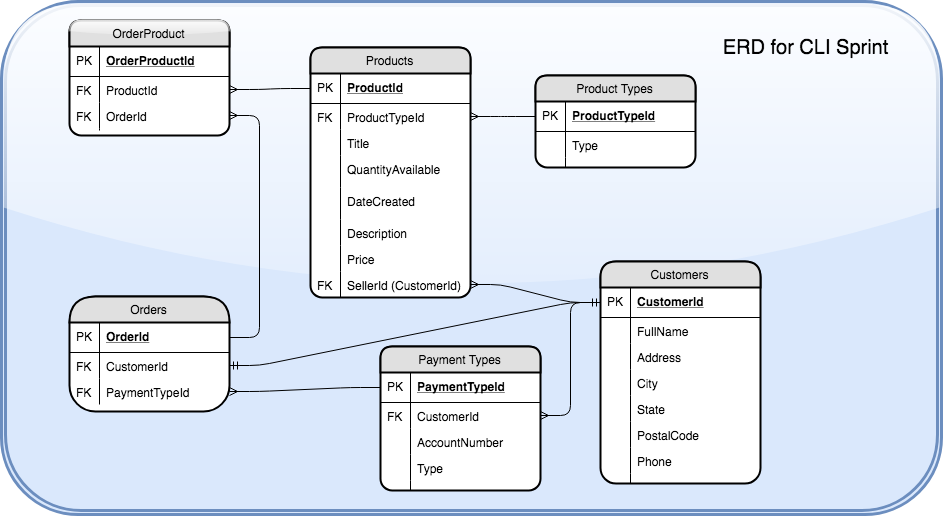 ERD for CLI Sprint
OrderProduct
PK OrderProductId
FK ProductId
FK OrderId
Products
PK ProductId
FK ProductTypeId
Title
QuantityAvailable
DateCreated
Description
Price
FK SellerId (CustomerId)
Product Types
PK ProductTypeId
Type
Orders
PK OrderId
FK CustomerId
FK PaymentTypeId
Payment Types
PK PaymentTypeId
FK CustomerId
AccountNumber
Type
Customers
PK CustomerId
FullName
Address
City
State
PostalCode
Phone